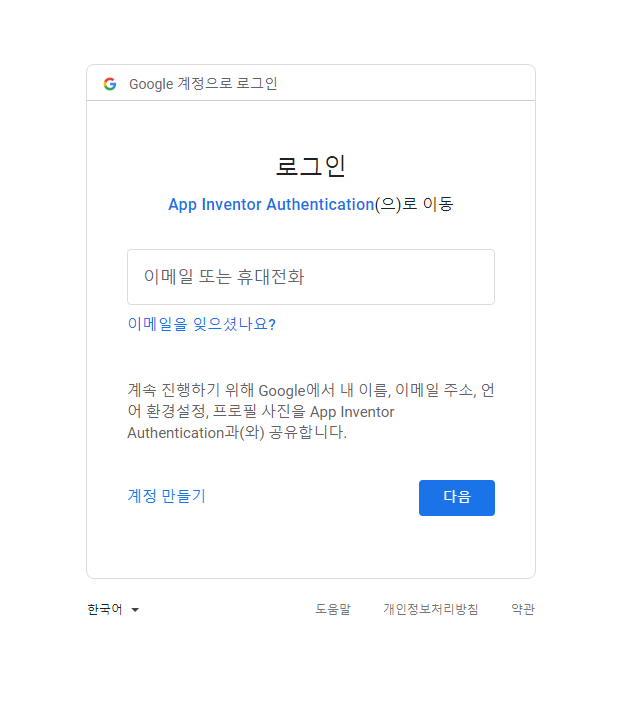 Google 계정으로 로그인
로그인
App Inventor Authentication(으)로 이동
이메일 또는 휴대전화
이메일을 잊으셨나요?
계속 진행하기 위해 Google에서 내 이름, 이메일 주소, 언
어 환경설정, 프로필 사진을 App Inventor
Authentication과(와) 공유합니다.
계정 만들기 다음
한국어 도움말 개인정보처리방침 약관